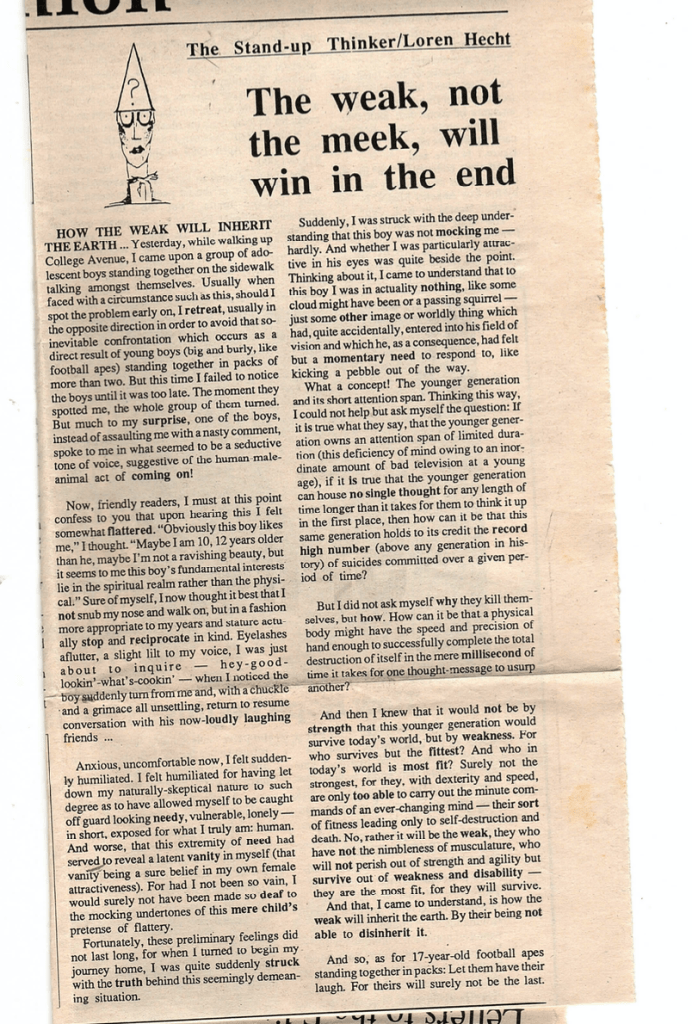 The Stand-up Thinker/Loren Hecht
?
The weak, not
the meek, will
win in the end
HOW THE WEAK WILL INHERIT
THE EARTH ... Yesterday, while walking up
College Avenue, I came upon a group of ado-
lescent boys standing together on the sidewalk
talking amongst themselves. Usually when
faced with a circumstance such as this, should I
spot the problem early on, I retreat, usually in
the opposite direction in order to avoid that so-
inevitable confrontation which occurs as a
direct result of young boys (big and burly, like
football apes) standing together in packs of
more than two. But this time I failed to notice
the boys until it was too late. The moment they
spotted me, the whole group of them turned.
But much to my surprise, one of the boys,
instead of assaulting me with a nasty comment,
spoke to me in what seemed to be a seductive
tone of voice, suggestive of the human male-
animal act of coming on!
Now, friendly readers, I must at this point
confess to you that upon hearing this I felt
somewhat flattered. "Obviously this boy likes
me," I thought. "Maybe I am 10, 12 years older
than he, maybe I'm not a ravishing beauty, but
it seems to me this boy's fundamental interests
lie in the spiritual realm rather than the physi-
cal." Sure of myself, I now thought it best that I
not snub my nose and walk on, but in a fashion
more appropriate to my years and stature actu-
ally stop and reciprocate in kind. Eyelashes
aflutter, a slight lilt to my voice, I was just
about to inquire — hey-good-
lookin'-what's-cookin' — when I noticed the
boy suddenly turn from me and, with a chuckle
and a grimace all unsettling, return to resume
conversation with his now-loudly laughing
friends ...
Anxious, uncomfortable now, I felt sudden-
ly humiliated. I felt humiliated for having let
down my naturally-skeptical nature to such
degree as to have allowed myself to be caught
off guard looking needy, vulnerable, lonely —
in short, exposed for what I truly am: human.
And worse, that this extremity of need had
served to reveal a latent vanity in myself (that
vanity being a sure belief in my own female
attractiveness). For had I not been so vain, I
would surely not have been made so deaf to
the mocking undertones of this mere child's
pretense of flattery.
Fortunately, these preliminary feelings did
not last long, for when I turned to begin my
journey home, I was quite suddenly struck
with the truth behind this seemingly demean-
ing situation.
Suddenly, I was struck with the deep under-
standing that this boy was not mocking me —
hardly. And whether I was particularly attrac-
tive in his eyes was quite beside the point.
Thinking about it, I came to understand that to
this boy I was in actuality nothing, like some
cloud might have been or a passing squirrel —
just some other image or worldly thing which
had, quite accidentally, entered into his field of
vision and which he, as a consequence, had felt
but a momentary need to respond to, like
kicking a pebble out of the way.
What a concept! The younger generation
and its short attention span. Thinking this way,
I could not help but ask myself the question: If
it is true what they say, that the younger gener-
ation owns an attention span of limited dura-
tion (this deficiency of mind owing to an inor-
dinate amount of bad television at a young
age), if it is true that the younger generation
can house no single thought for any length of
time longer than it takes for them to think it up
in the first place, then how can it be that this
same generation holds to its credit the record
high number (above any generation in his-
tory) of suicides committed over a given per-
iod of time?
But I did not ask myself why they kill them-
selves, but how. How can it be that a physical
body might have the speed and precision of
hand enough to successfully complete the total
destruction of itself in the mere millisecond of
time it takes for one thought-message to usurp
another?
And then I knew that it would not be by
strength that this younger generation would
survive today's world, but by weakness. For
who survives but the fittest? And who in
today's world is most fit? Surely not the
strongest, for they, with dexterity and speed,
are only too able to carry out the minute com-
mands of an ever-changing mind — their sort
of fitness leading only to self-destruction and
death. No, rather it will be the weak, they who
have not the nimbleness of musculature, who
will not perish out of strength and agility but
survive out of weakness and disability —
they are the most fit, for they will survive.
And that, I came to understand, is how the
weak will inherit the earth. By their being not
able to disinherit it.
And so, as for 17-year-old football apes
standing together in packs: Let them have their
laugh. For theirs will surely not be the last.
Letters to the